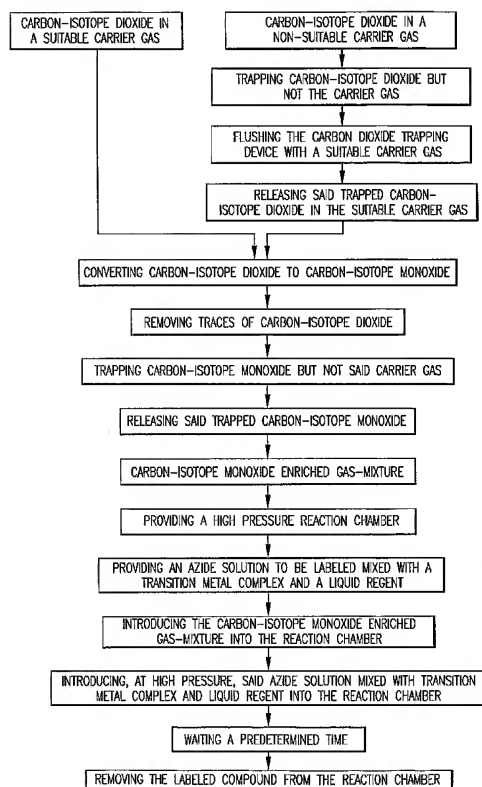 CARBON-ISOTOPE DIOXIDE IN
A SUITABLE CARRIER GAS
CARBON-ISOTOPE DIOXIDE IN A
NON-SUITABLE CARRIER GAS
TRAPPING CARBON-ISOTOPE DIOXIDE BUT
NOT THE CARRIER GAS
FLUSHING THE CARBON DIOXIDE TRAPPING
DEVICE WITH A SUITABLE CARRIER GAS
RELEASING SAID TRAPPED CARBON-
ISOTOPE DIOXIDE IN THE SUITABLE CARRIER GAS
CONVERTING CARBON-ISOTOPE DIOXIDE TO CARBON-ISOTOPE MONOXIDE
REMOVING TRACES OF CARBON-ISOTOPE DIOXIDE
TRAPPING CARBON-ISOTOPE MONOXIDE BUT NOT SAID CARRIER GAS
RELEASING SAID TRAPPED CARBON-ISOTOPE MONOXIDE
CARBON-ISOTOPE MONOXIDE ENRICHED GAS-MIXTURE
PROVIDING A HIGH PRESSURE REACTION CHAMBER
PROVIDING AN AZIDE SOLUTION TO BE LABELED MIXED WITH A
TRANSITION METAL COMPLEX AND A LIQUID REGENT
INTRODUCING THE CARBON-ISOTOPE MONOXIDE ENRICHED
GAS-MIXTURE INTO THE REACTION CHAMBER
INTRODUCING, AT HIGH PRESSURE, SAID AZIDE SOLUTION MIXED WITH TRANSITION
METAL COMPLEX AND LIQUID REGENT INTO THE REACTION CHAMBER
WAITING A PREDETERMINED TIME
REMOVING THE LABELED COMPOUND FROM THE REACTION CHAMBER